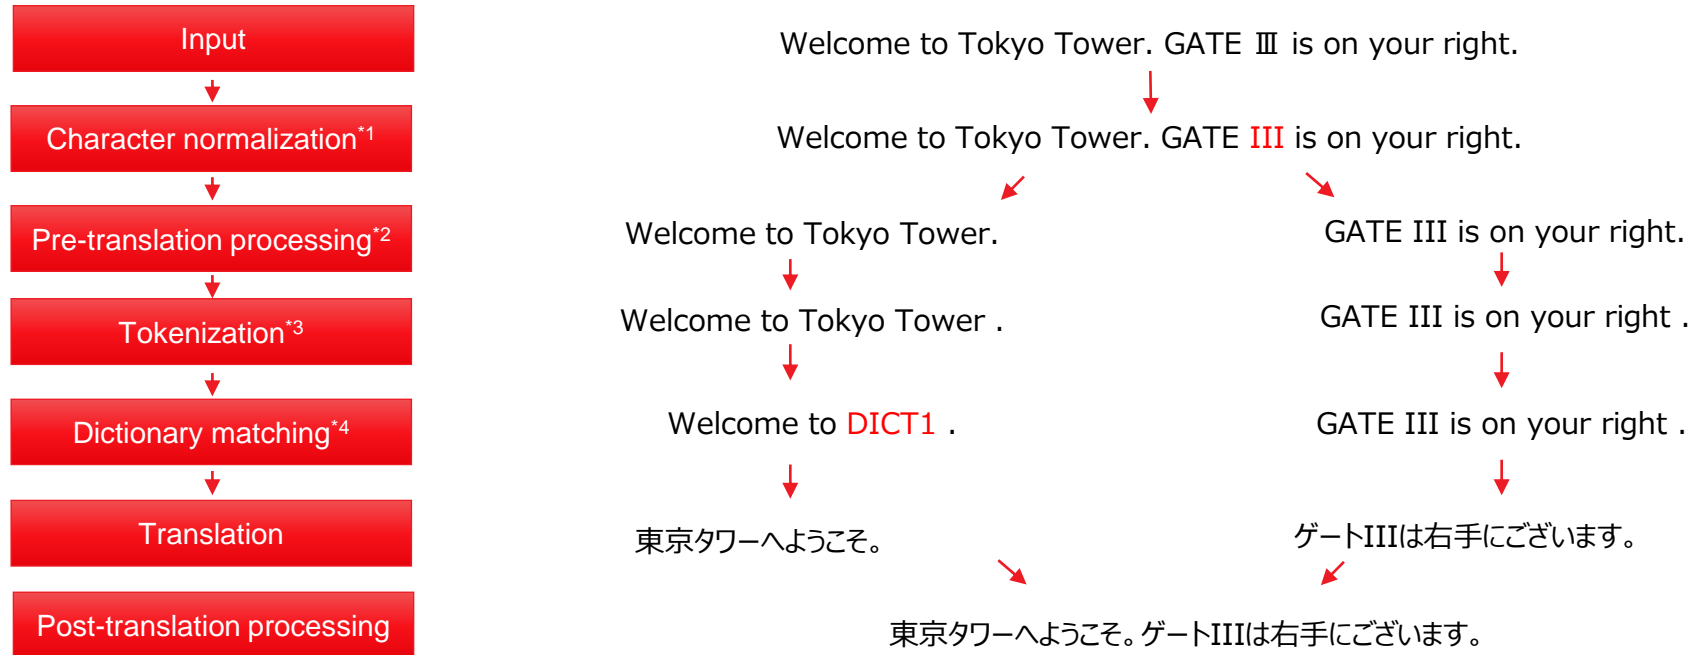 Input
Welcome to Tokyo Tower. GATE Ⅲ is on your right.
Character normalization*1
Welcome to Tokyo Tower. GATE III is on your right.
Pre-translation processing*2
Welcome to Tokyo Tower.
GATE III is on your right.
Tokenization*3
Welcome to Tokyo Tower .
GATE III is on your right .
Dictionary matching*4
Welcome to DICT1 .
GATE III is on your right .
Translation
東京タワーへようこそ。
ゲートIIIは右手にございます。
Post-translation processing
東京タワーへようこそ。ゲートIIIは右手にございます。